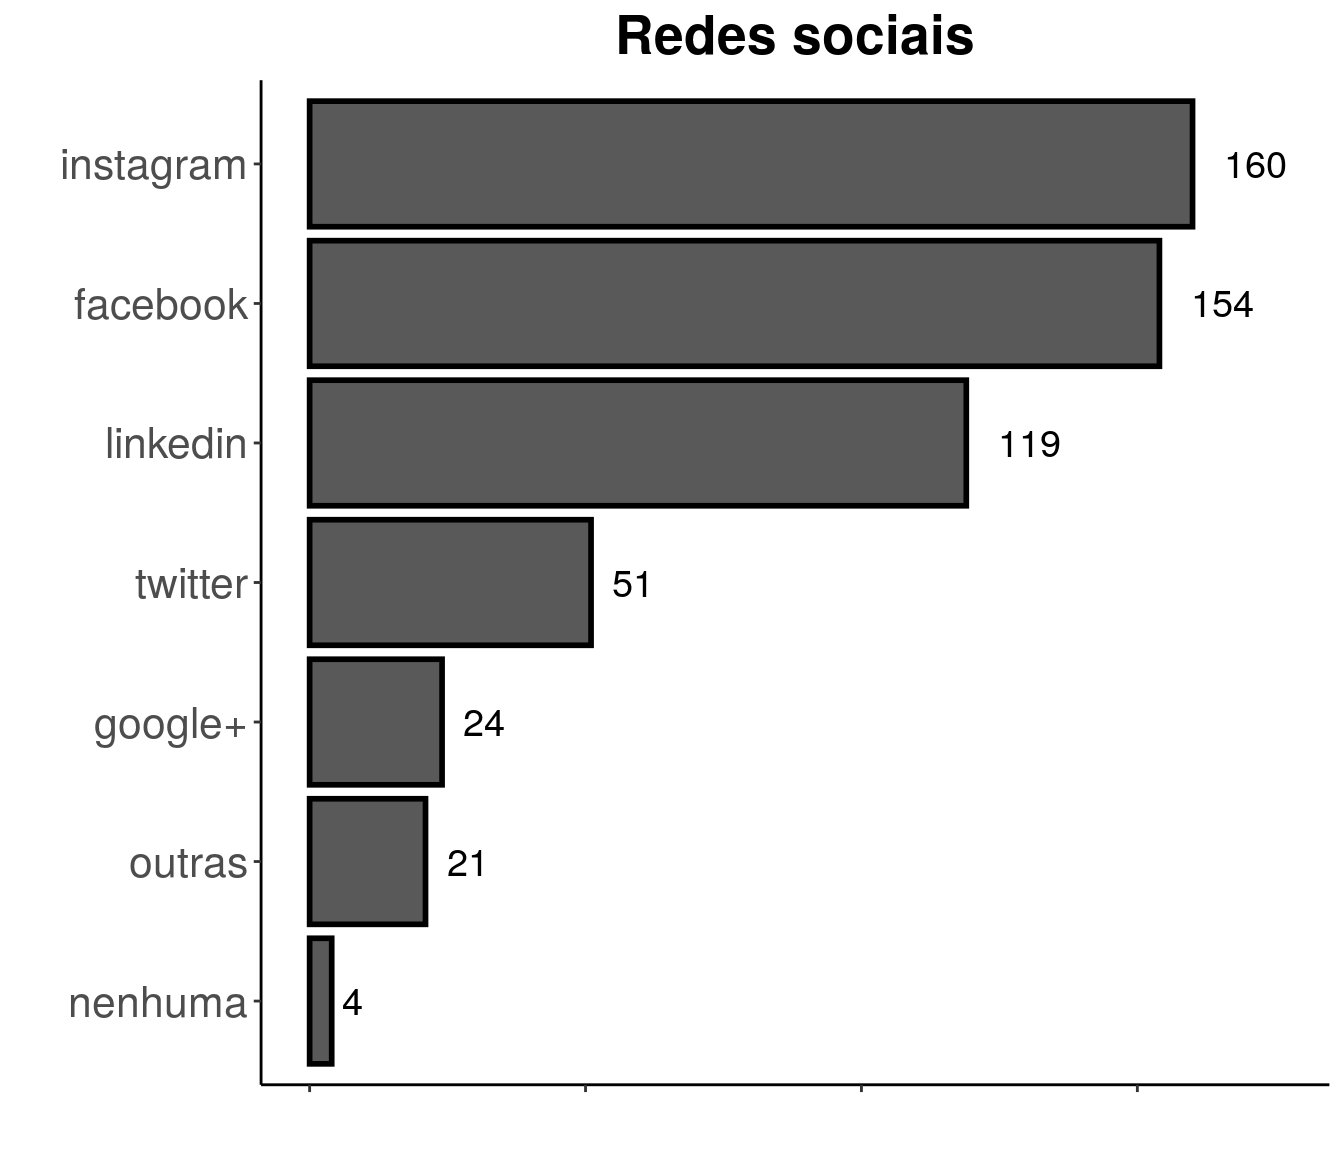 Redes sociais
instagram 160
facebook 154
linkedin 119
twitter 51
google+ 24
outras 21
nenhuma 4